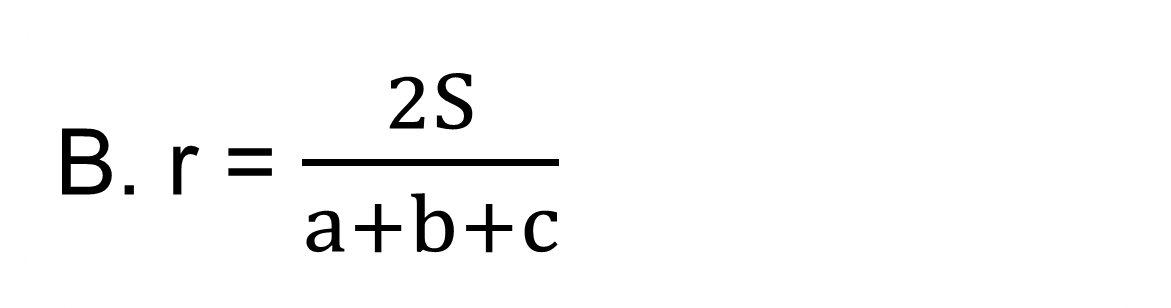 B. r = 2S
a+b+c